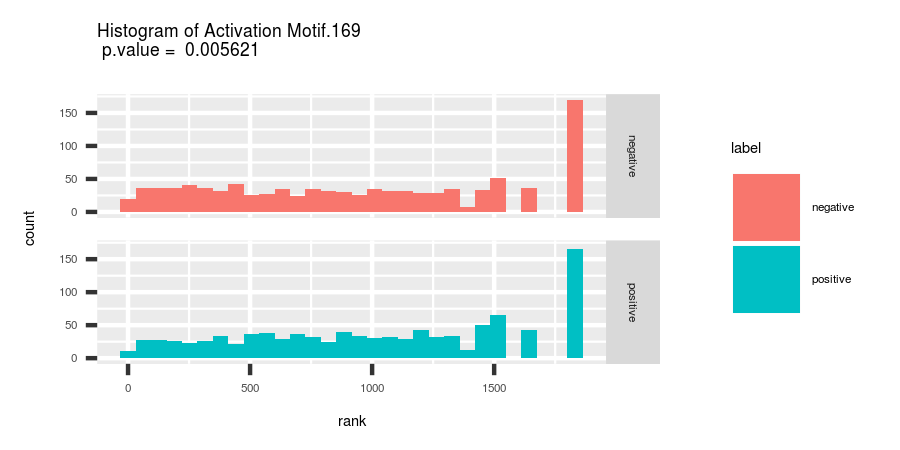 Histogram of Activation Motif.169
p.value = 0.005621
150
100
50
0
negative
150
100
50
0
positive
0 500 1000 1500
rank
count
label
negative
positive